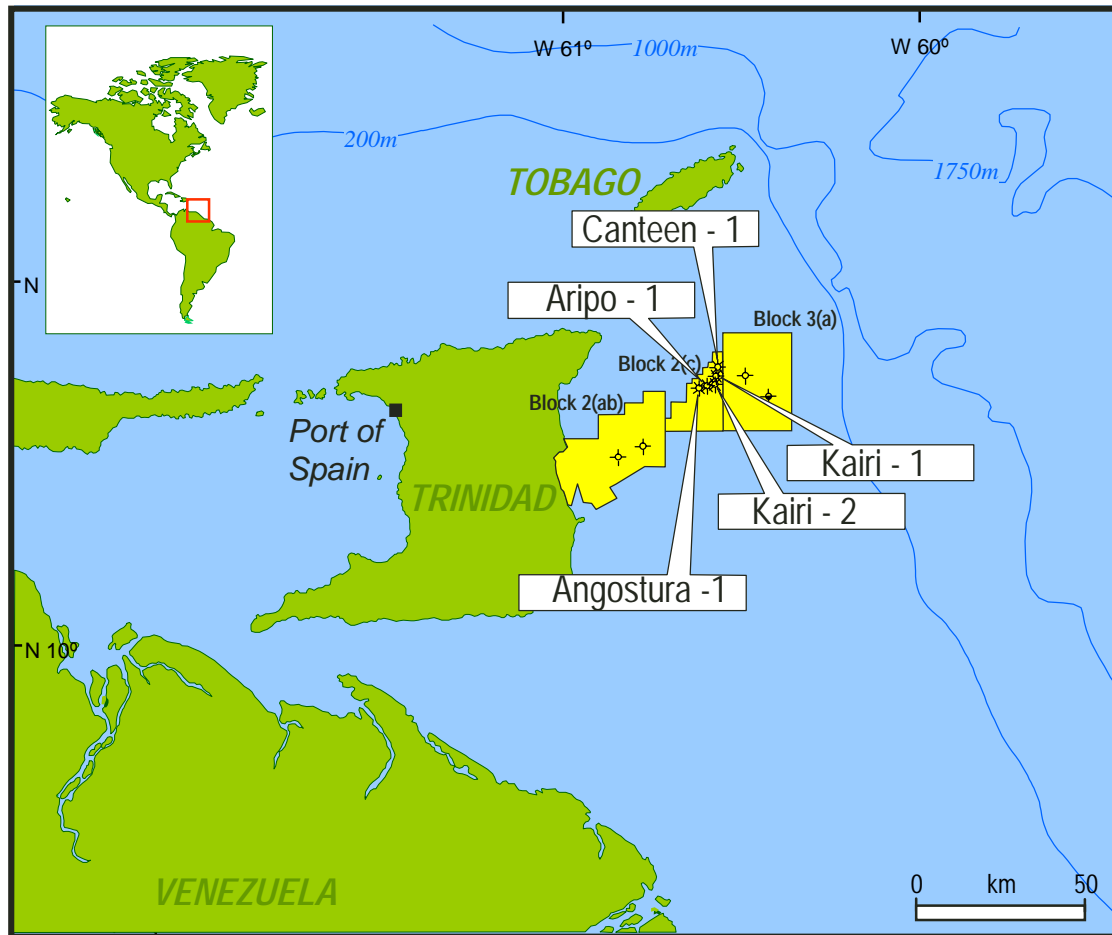 W 61º
W 60º
1000m
200m
1750m
TOBAGO
Canteen - 1
N
Aripo - 1
Block 3(a)
Block 2(c)
Block 2(ab)
Port of
Spain
Kairi - 1
TRINIDAD
Kairi - 2
Angostura -1
N 10º
0 km 50
VENEZUELA